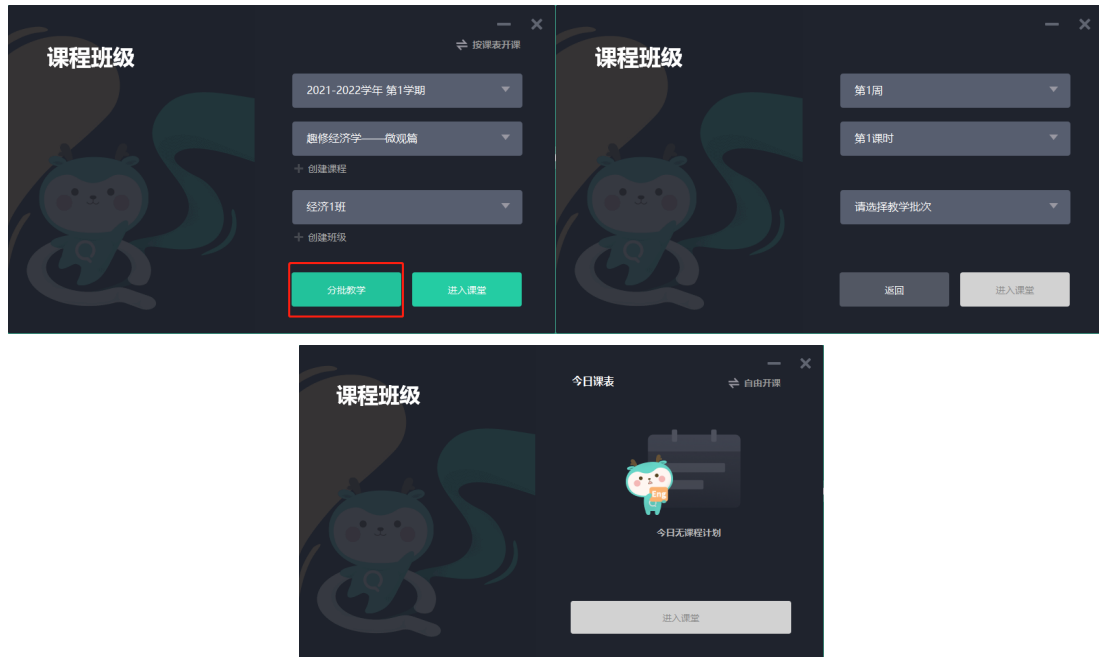 课程班级
按课表开课
2021-2022学年 第1学期
趣修经济学——微观篇
创建课程
经济1班
创建班级
分批教学
进入课堂
Q
课程班级
第1周
第1课时
请选择教学批次
返回
进入课堂
Q
课程班级
今日课表
自由开课
Eng
Q
今日无课程计划
进入课堂
Q